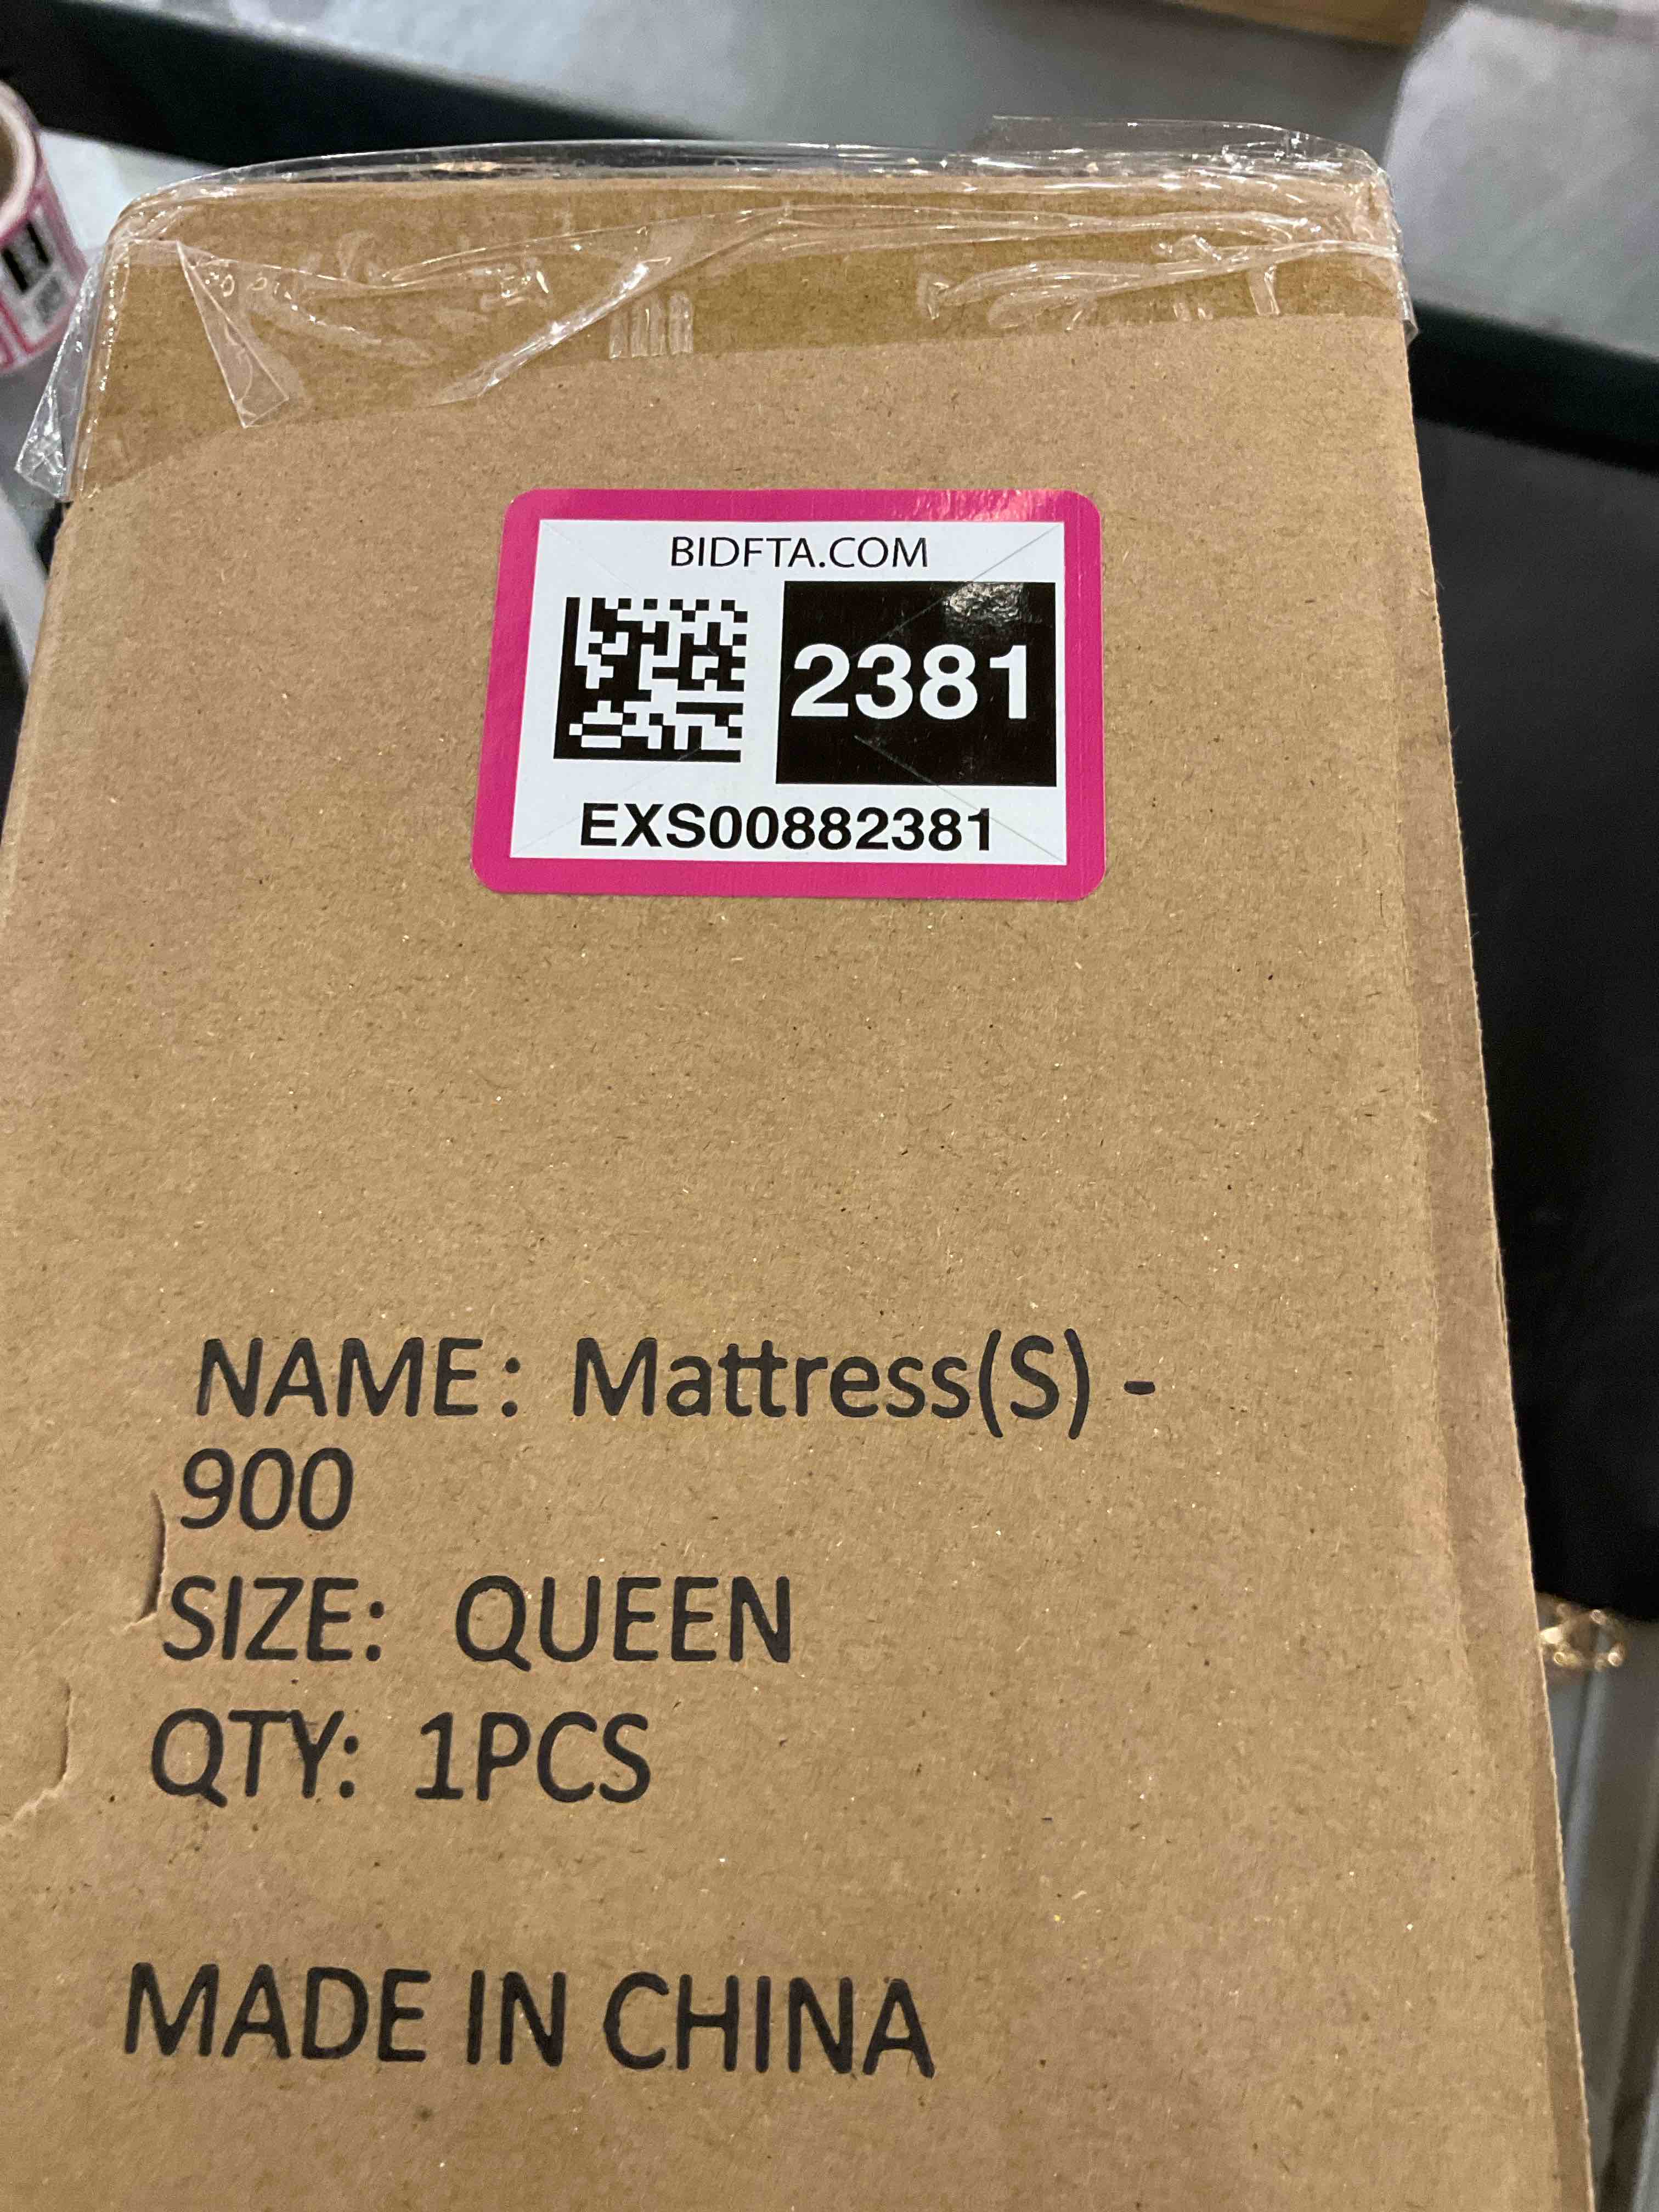 BIDFTA.COM
2381
EXS00882381
NAME: Mattress(S) -
900
SIZE: QUEEN
QTY: 1PCS
MADE IN CHINA